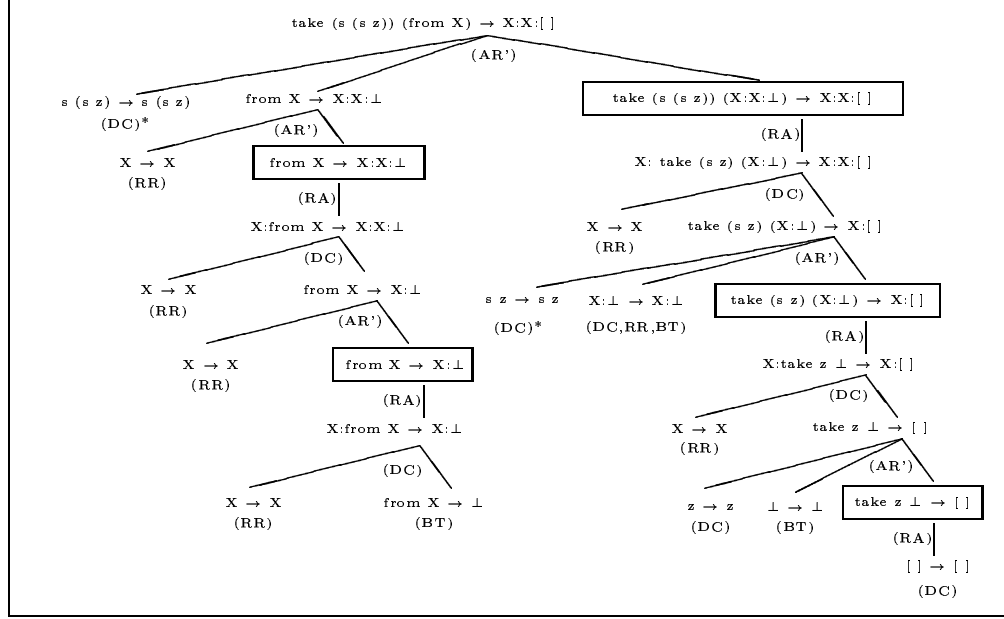 take (s (s z)) (from X) → X:X:[ ]
(AR')
s (s z) → s (s z)
(DC)*
from X → X:X:⊥
take (s (s z)) (X:X:⊥) → X:X:[ ]
(AR')
(RA)
X → X
(RR)
from X → X:X:⊥
X: take (s z) (X:⊥) → X:X:[ ]
(RA)
(DC)
X:from X → X:X:⊥
X → X
(RR)
take (s z) (X:⊥) → X:[ ]
(DC)
(AR')
X → X
(RR)
from X → X:⊥
s z → s z
(DC)*
X:⊥ → X:⊥
(DC,RR,BT)
take (s z) (X:⊥) → X:[ ]
(AR')
(RA)
X → X
(RR)
from X → X:⊥
X:take z ⊥ → X:[ ]
(RA)
(DC)
X:from X → X:⊥
X → X
(RR)
take z ⊥ → [ ]
(DC)
(AR')
X → X
(RR)
from X → ⊥
(BT)
z → z
(DC)
⊥ → ⊥
(BT)
take z ⊥ → [ ]
(RA)
[ ] → [ ]
(DC)